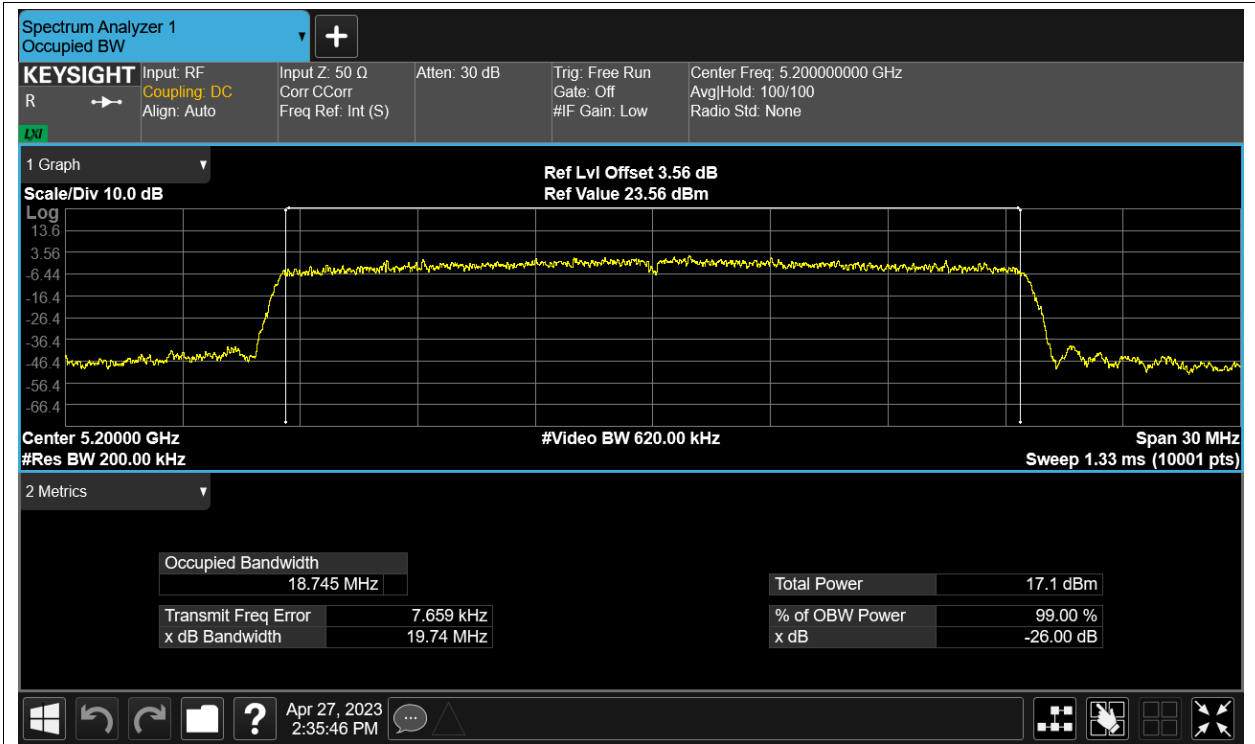 Spectrum Analyzer 1
Occupied BW
KEYSIGHT
R
LXI
Input: RF
Coupling: DC
Align: Auto
Input Z: 50 Ω
Corr CCorr
Freq Ref: Int (S)
Atten: 30 dB
Trig: Free Run
Gate: Off
#IF Gain: Low
Center Freq: 5.200000000 GHz
Avg|Hold: 100/100
Radio Std: None
1 Graph
Scale/Div 10.0 dB
Ref Lvl Offset 3.56 dB
Ref Value 23.56 dBm
Log
13.6
3.56
-6.44
-16.4
-26.4
-36.4
-46.4
-56.4
-66.4
Center 5.20000 GHz
#Video BW 620.00 kHz
Span 30 MHz
#Res BW 200.00 kHz
Sweep 1.33 ms (10001 pts)
2 Metrics
Occupied Bandwidth
18.745 MHz
Transmit Freq Error 7.659 kHz
x dB Bandwidth 19.74 MHz
Total Power 17.1 dBm
% of OBW Power 99.00 %
x dB -26.00 dB
?
Apr 27, 2023
2:35:46 PM